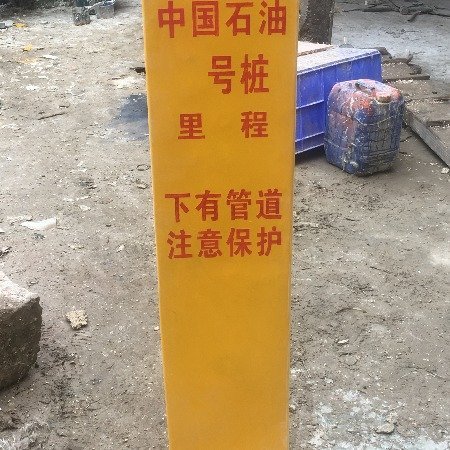 中国石油
号桩
里程
下有管道
注意保护